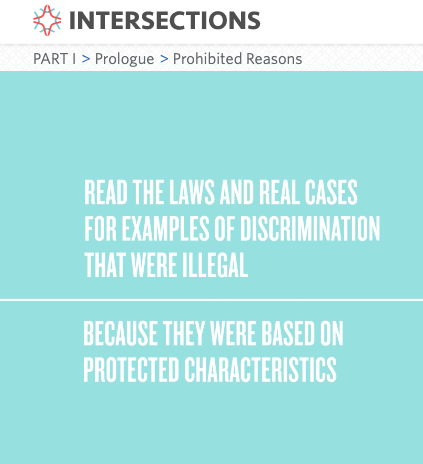 INTERSECTIONS
PART I > Prologue > Prohibited Reasons
READ THE LAWS AND REAL CASES
FOR EXAMPLES OF DISCRIMINATION
THAT WERE ILLEGAL
BECAUSE THEY WERE BASED ON
PROTECTED CHARACTERISTICS